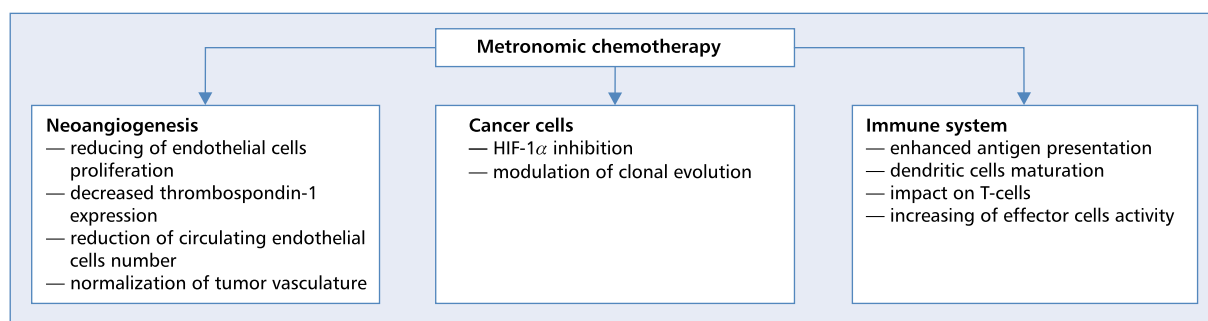 Metronomic chemotherapy
Neoangiogenesis
— reducing of endothelial cells
proliferation
— decreased thrombospondin-1
expression
— reduction of circulating endothelial
cells number
— normalization of tumor vasculature
Cancer cells
— HIF-1α inhibition
— modulation of clonal evolution
Immune system
— enhanced antigen presentation
— dendritic cells maturation
— impact on T-cells
— increasing of effector cells activity